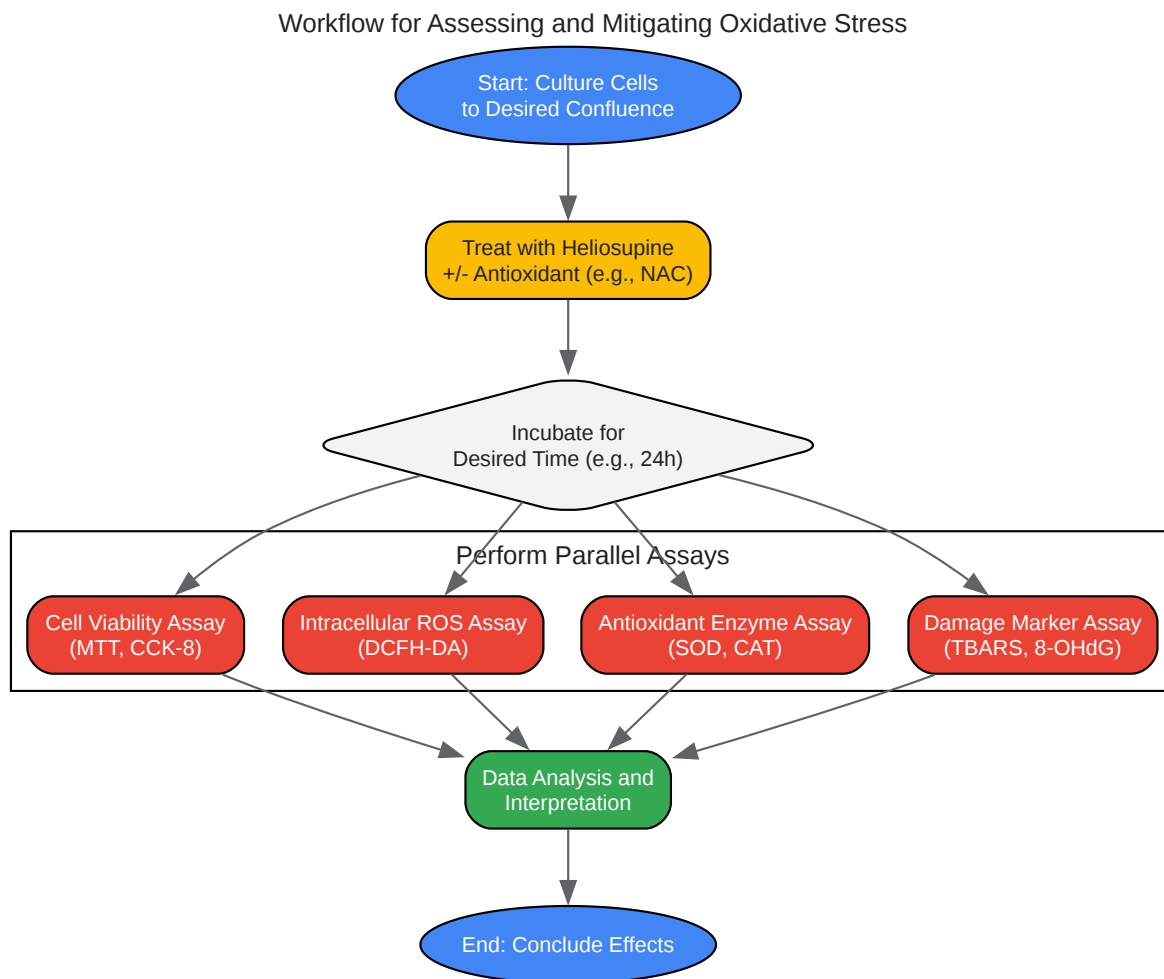 Workflow for Assessing and Mitigating Oxidative Stress
Start: Culture Cells
to Desired Confluence
Treat with Heliosupine
+/- Antioxidant (e.g., NAC)
Incubate for
Desired Time (e.g., 24h)
Perform Parallel Assays
Cell Viability Assay
(MTT, CCK-8)
Intracellular ROS Assay
(DCFH-DA)
Antioxidant Enzyme Assay
(SOD, CAT)
Damage Marker Assay
(TBARS, 8-OHdG)
Data Analysis and
Interpretation
End: Conclude Effects